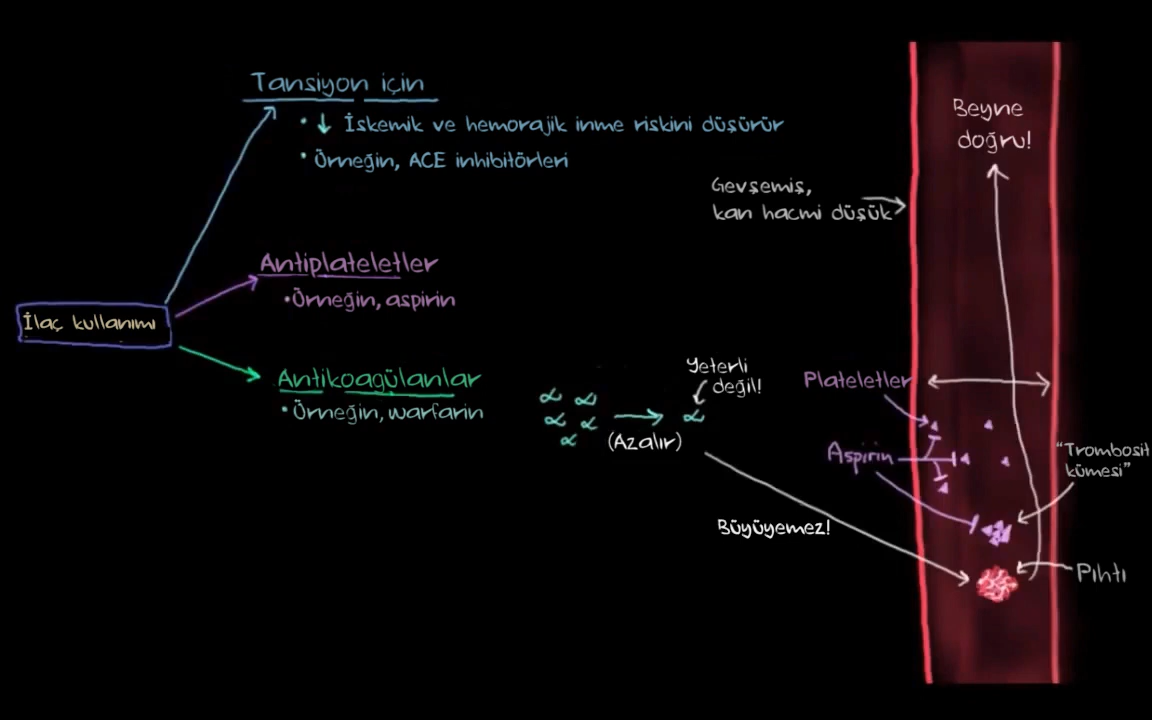 Tansiyon için
• ↓ İskemik ve hemorajik inme riskini düşürür
• Örneğin, ACE inhibitörleri
Antiplateletler
• Örneğin, aspirin
İlaç kullanımı
Antikoagülanlar
• Örneğin, warfarin
Yeterli
değil!
(Azalır)
Büyüyemez!
Gevşemiş,
kan hacmi düşük
Beyne
doğru!
Plateletler
Aspirin
"Trombosit
kümesi"
Pıhtı